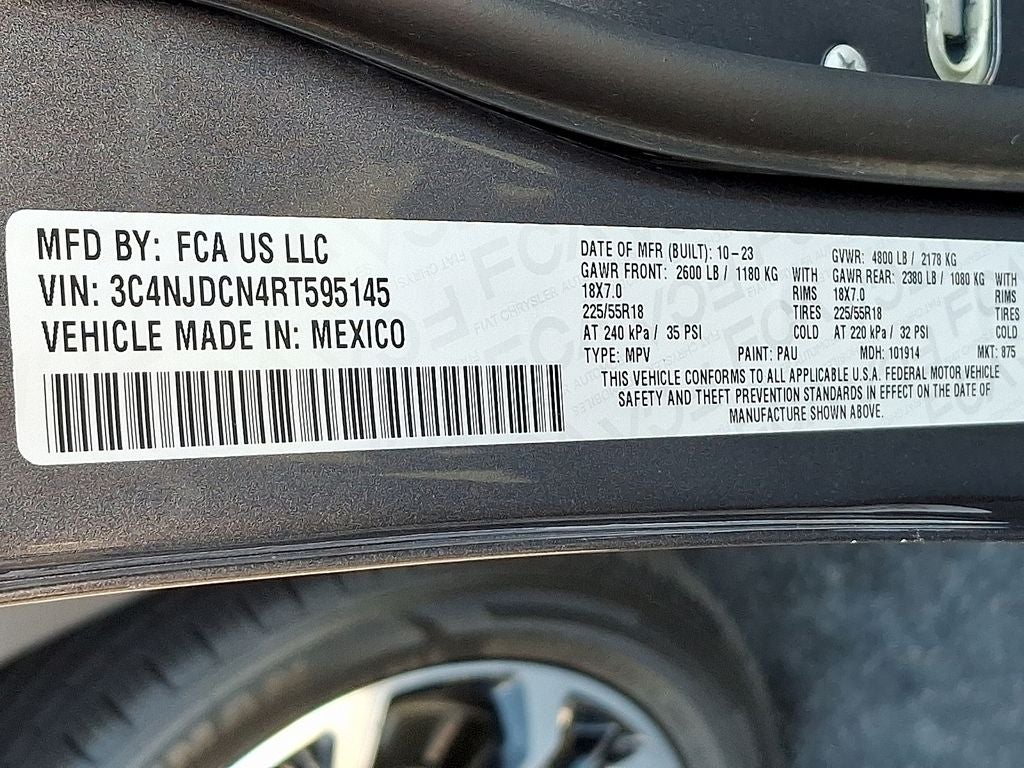 MFD BY: FCA US LLC
VIN: 3C4NJDCN4RT595145
VEHICLE MADE IN: MEXICO
DATE OF MFR (BUILT): 10-23 GVWR: 4800 LB / 2178 KG
GAWR FRONT: 2600 LB / 1180 KG WITH GAWR REAR: 2380 LB / 1080 KG WITH
18X7.0 RIMS 18X7.0 RIMS
225/55R18 TIRES 225/55R18 TIRES
AT 240 kPa / 35 PSI COLD AT 220 kPa / 32 PSI COLD
TYPE: MPV PAINT: PAU MDH: 101914 MKT: 875
THIS VEHICLE CONFORMS TO ALL APPLICABLE U.S.A. FEDERAL MOTOR VEHICLE
SAFETY AND THEFT PREVENTION STANDARDS IN EFFECT ON THE DATE OF
MANUFACTURE SHOWN ABOVE.